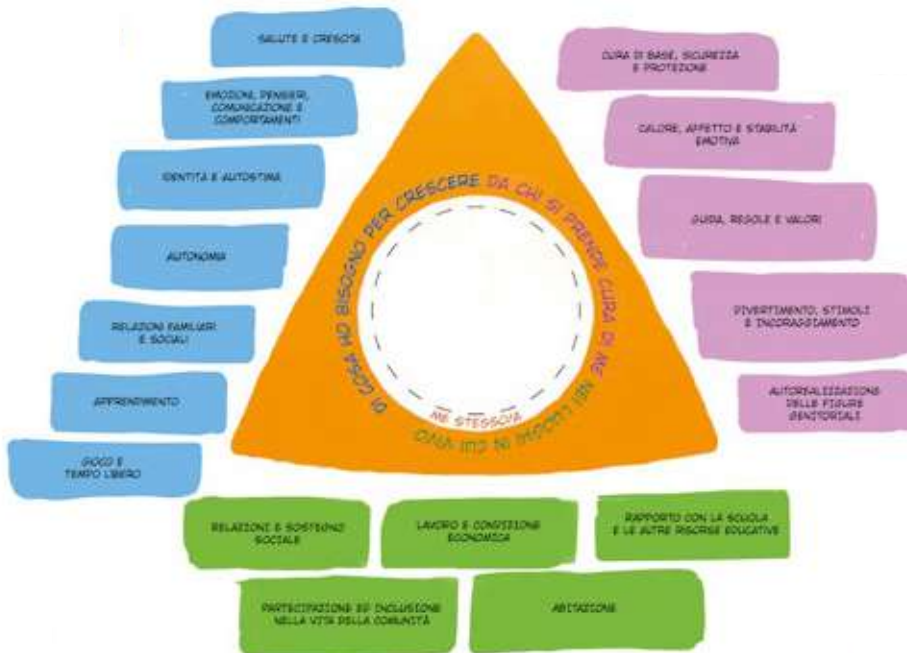 SALUTE E CRESCITA
EMOZIONI, PENSIERI,
COMUNICAZIONE E
COMPORTAMENTI
IDENTITÀ E AUTOSTIMA
AUTONOMIA
RELAZIONI FAMILIARI
E SOCIALI
APPRENDIMENTO
GIOCO E
TEMPO LIBERO
DI COSA HO BISOGNO PER CRESCERE
DA CHI SI PRENDE CURA DI ME
NEI LUOGHI IN CUI VIVO
ME STESSO/A
CURA DI BASE, SICUREZZA
E PROTEZIONE
CALORE, AFFETTO E STABILITÀ
EMOTIVA
GUIDA, REGOLE E VALORI
DIVERTIMENTO, STIMOLI
E INCORAGGIAMENTO
AUTOREALIZZAZIONE
DELLE FIGURE
GENITORIALI
RELAZIONI E SOSTEGNO
SOCIALE
LAVORO E CONDIZIONE
ECONOMICA
RAPPORTO CON LA SCUOLA
E LE ALTRE RISORSE EDUCATIVE
PARTECIPAZIONE ED INCLUSIONE
NELLA VITA DELLA COMUNITÀ
ABITAZIONE